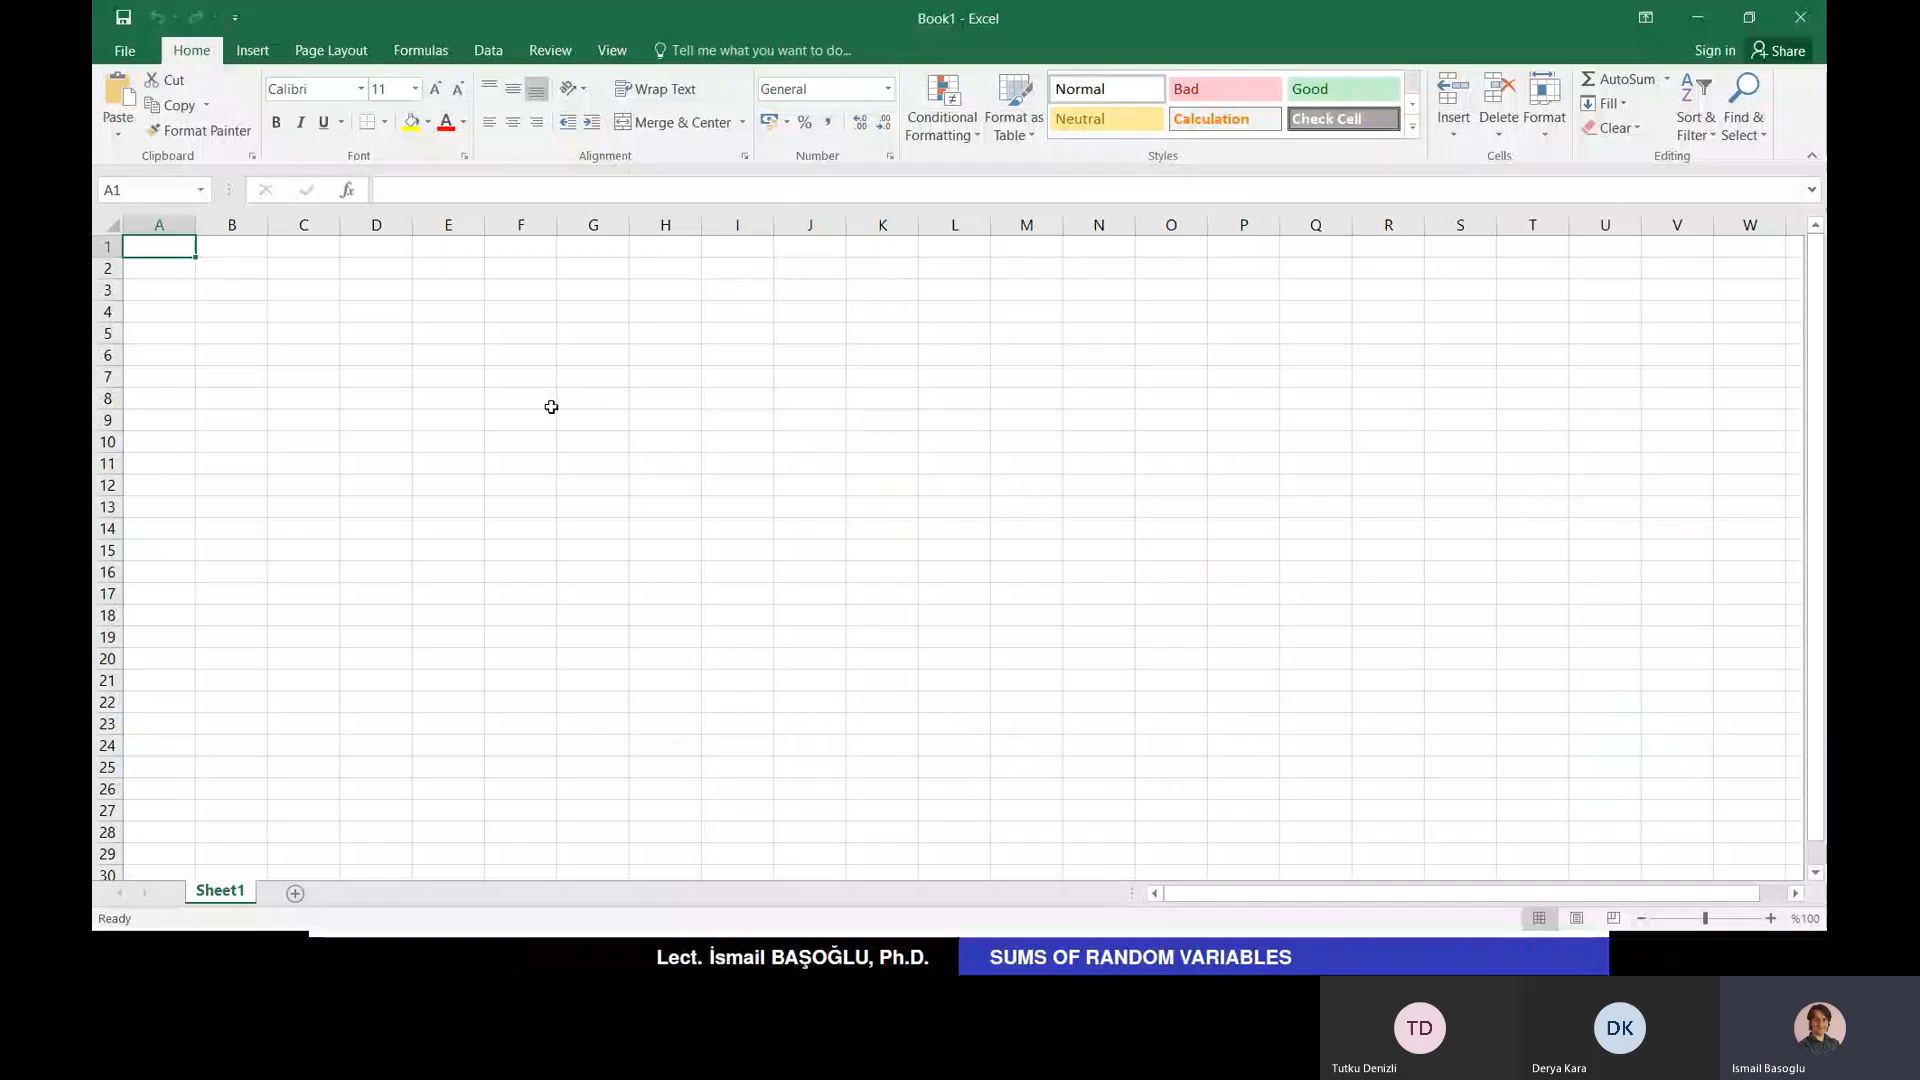 Book1 - Excel
File Home Insert Page Layout Formulas Data Review View Tell me what you want to do... Sign in Share
Paste Cut Copy Format Painter Clipboard
Calibri 11 B I U A Font
Wrap Text Merge & Center Alignment
General % Number
Conditional Formatting Format as Table
Normal Bad Good
Neutral Calculation Check Cell
Styles
Insert Delete Format Cells
AutoSum Fill Clear Sort & Filter Find & Select Editing
A1 fx
A B C D E F G H I J K L M N O P Q R S T U V W
1
2
3
4
5
6
7
8
9
10
11
12
13
14
15
16
17
18
19
20
21
22
23
24
25
26
27
28
29
30
Sheet1
Ready %100
Lect. İsmail BAŞOĞLU, Ph.D. SUMS OF RANDOM VARIABLES
TD DK
Tutku Denizli Derya Kara Ismail Basoglu